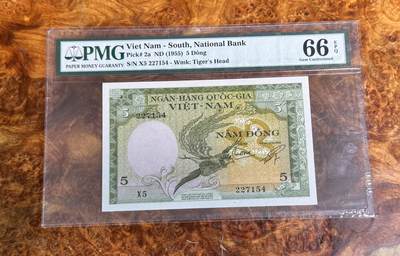 PMG
PAPER MONEY GUARANTY
Viet Nam - South, National Bank
Pick# 2a ND (1955) 5 Dông
S/N X5 227154 - Wmk: Tiger's Head
66 EPQ
Gem Uncirculated
NGÂN-HÀNG QUỐC-GIA
VIỆT-NAM
227154
NĂM ĐỒNG
5
X5
227154
5